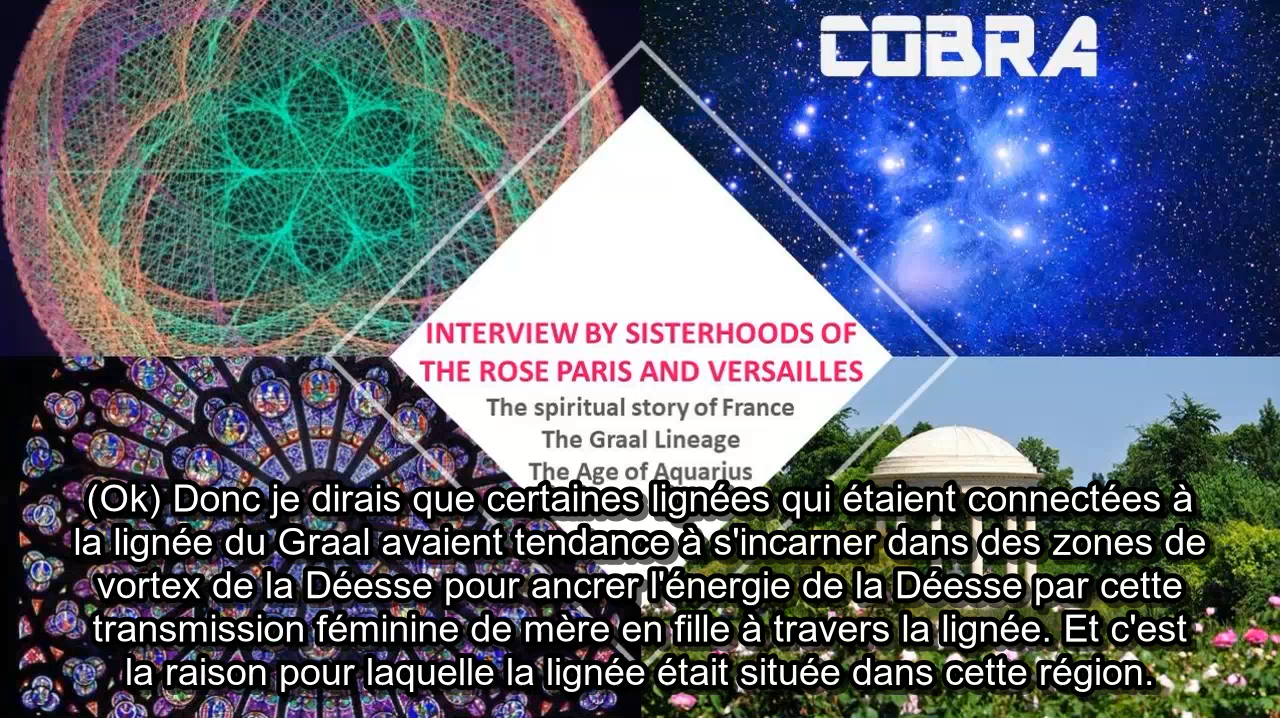 COBRA
INTERVIEW BY SISTERHOODS OF
THE ROSE PARIS AND VERSAILLES
The spiritual story of France
The Graal Lineage
The Age of Aquarius
(Ok) Donc je dirais que certaines lignées qui étaient connectées à
la lignée du Graal avaient tendance à s'incarner dans des zones de
vortex de la Déesse pour ancrer l'énergie de la Déesse par cette
transmission féminine de mère en fille à travers la lignée. Et c'est
la raison pour laquelle la lignée était située dans cette région.